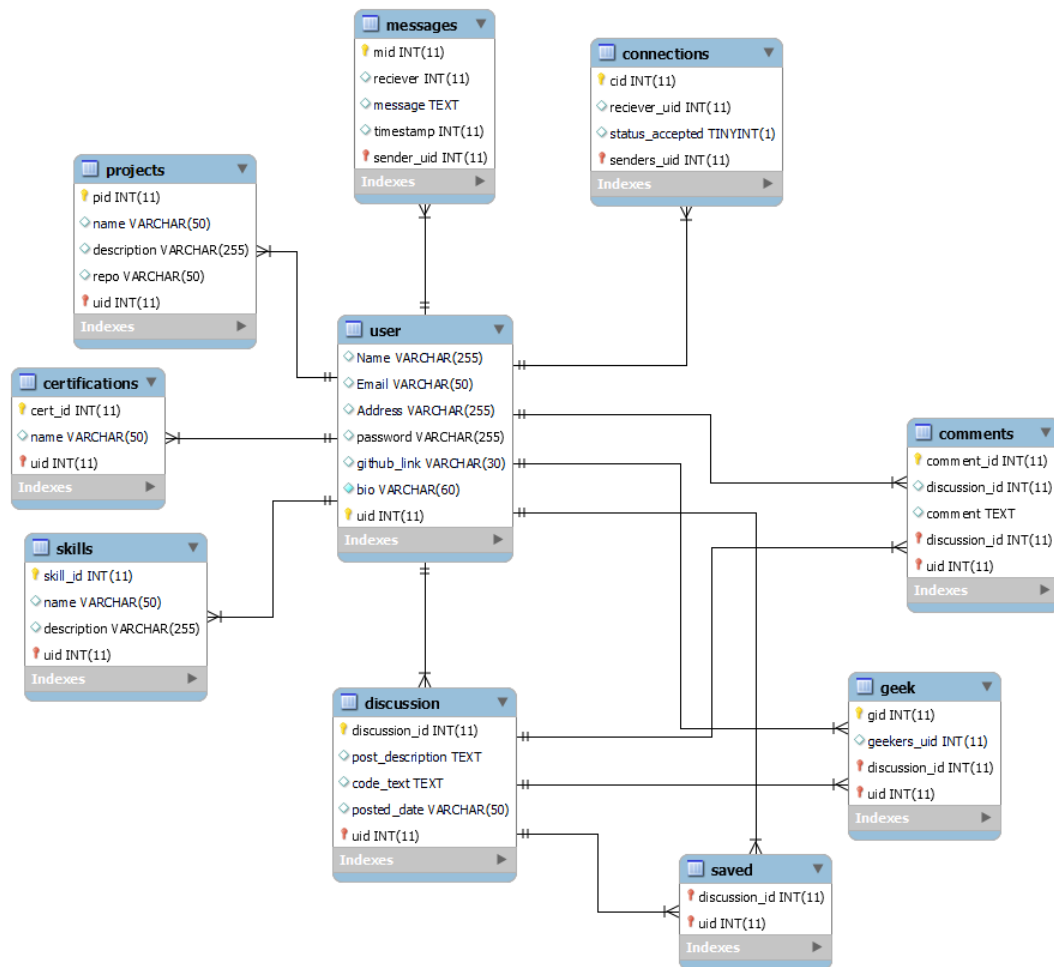 messages
mid INT(11)
reciever INT(11)
message TEXT
timestamp INT(11)
sender_uid INT(11)
Indexes
connections
cid INT(11)
reciever_uid INT(11)
status_accepted TINYINT(1)
senders_uid INT(11)
Indexes
projects
pid INT(11)
name VARCHAR(50)
description VARCHAR(255)
repo VARCHAR(50)
uid INT(11)
Indexes
user
Name VARCHAR(255)
Email VARCHAR(50)
Address VARCHAR(255)
password VARCHAR(255)
github_link VARCHAR(30)
bio VARCHAR(60)
uid INT(11)
Indexes
certifications
cert_id INT(11)
name VARCHAR(50)
uid INT(11)
Indexes
comments
comment_id INT(11)
discussion_id INT(11)
comment TEXT
discussion_id INT(11)
uid INT(11)
Indexes
skills
skill_id INT(11)
name VARCHAR(50)
description VARCHAR(255)
uid INT(11)
Indexes
discussion
discussion_id INT(11)
post_description TEXT
code_text TEXT
posted_date VARCHAR(50)
uid INT(11)
Indexes
geek
gid INT(11)
geekers_uid INT(11)
discussion_id INT(11)
uid INT(11)
Indexes
saved
discussion_id INT(11)
uid INT(11)
Indexes